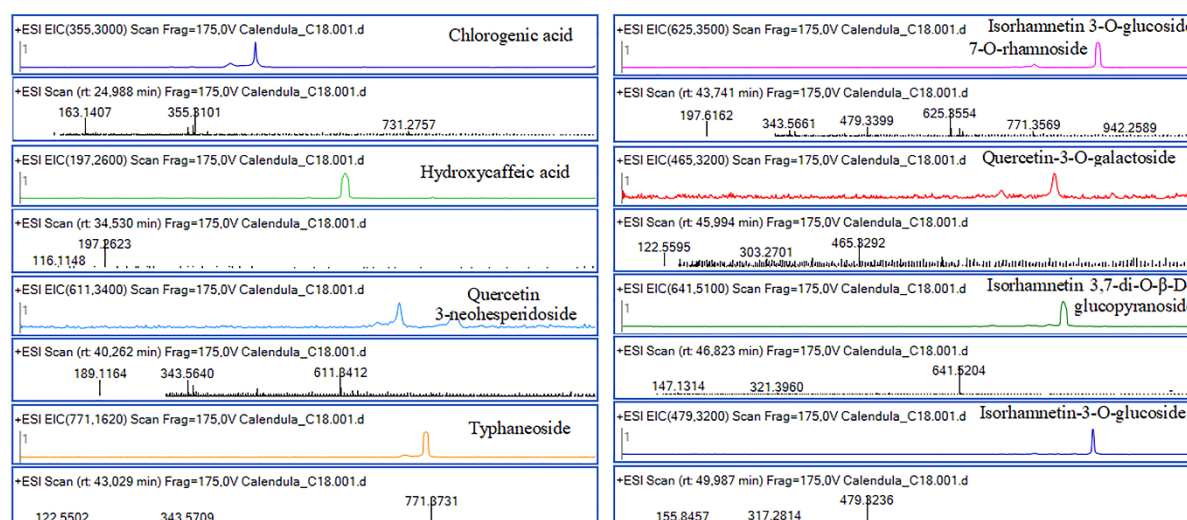 +ESI EIC(355,3000) Scan Frag=175,0V Calendula_C18.001.d
Chlorogenic acid
1
+ESI Scan (rt: 24,988 min) Frag=175,0V Calendula_C18.001.d
163.1407 355.3101 731.2757
+ESI EIC(197,2600) Scan Frag=175,0V Calendula_C18.001.d
Hydroxycaffeic acid
1
+ESI Scan (rt: 34,530 min) Frag=175,0V Calendula_C18.001.d
197.2623
116.1148
+ESI EIC(611,3400) Scan Frag=175,0V Calendula_C18.001.d
Quercetin
3-neohesperidoside
1
+ESI Scan (rt: 40,262 min) Frag=175,0V Calendula_C18.001.d
189.1164 343.5640 611.3412
+ESI EIC(771,1620) Scan Frag=175,0V Calendula_C18.001.d
Typhaneoside
1
+ESI Scan (rt: 43,029 min) Frag=175,0V Calendula_C18.001.d
771.3731
122.5502 343.5709
+ESI EIC(625,3500) Scan Frag=175,0V Calendula_C18.001.d
Isorhamnetin 3-O-glucoside
7-O-rhamnoside
1
+ESI Scan (rt: 43,741 min) Frag=175,0V Calendula_C18.001.d
197.6162 343.5661 479.3399 625.3554 771.3569 942.2589
+ESI EIC(465,3200) Scan Frag=175,0V Calendula_C18.001.d
Quercetin-3-O-galactoside
1
+ESI Scan (rt: 45,994 min) Frag=175,0V Calendula_C18.001.d
122.5595 303.2701 465.3292
+ESI EIC(641,5100) Scan Frag=175,0V Calendula_C18.001.d
Isorhamnetin 3,7-di-O-β-D-
glucopyranoside
1
+ESI Scan (rt: 46,823 min) Frag=175,0V Calendula_C18.001.d
641.5204
147.1314 321.3960
+ESI EIC(479,3200) Scan Frag=175,0V Calendula_C18.001.d
Isorhamnetin-3-O-glucoside
1
+ESI Scan (rt: 49,987 min) Frag=175,0V Calendula_C18.001.d
479.3236
155.8457 317.2814